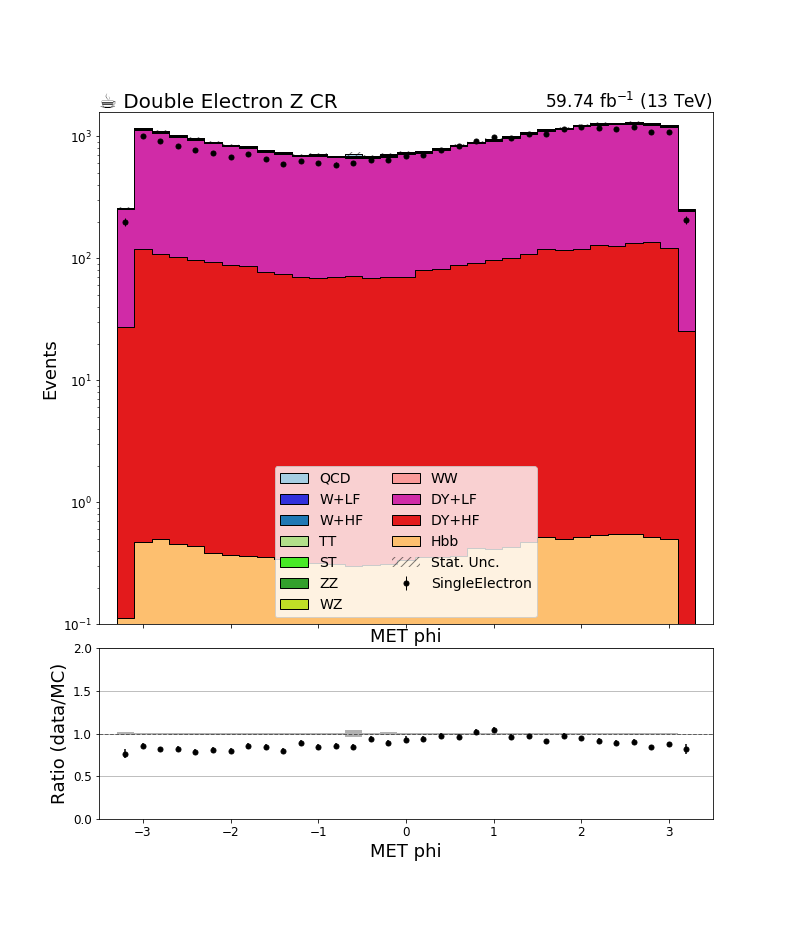 ☕ Double Electron Z CR 59.74 fb⁻¹ (13 TeV)
10³
10²
10¹
10⁰
10⁻¹
Events
QCD WW
W+LF DY+LF
W+HF DY+HF
TT Hbb
ST Stat. Unc.
ZZ SingleElectron
WZ
MET phi
2.0
1.5
1.0
0.5
0.0
Ratio (data/MC)
−3 −2 −1 0 1 2 3
MET phi